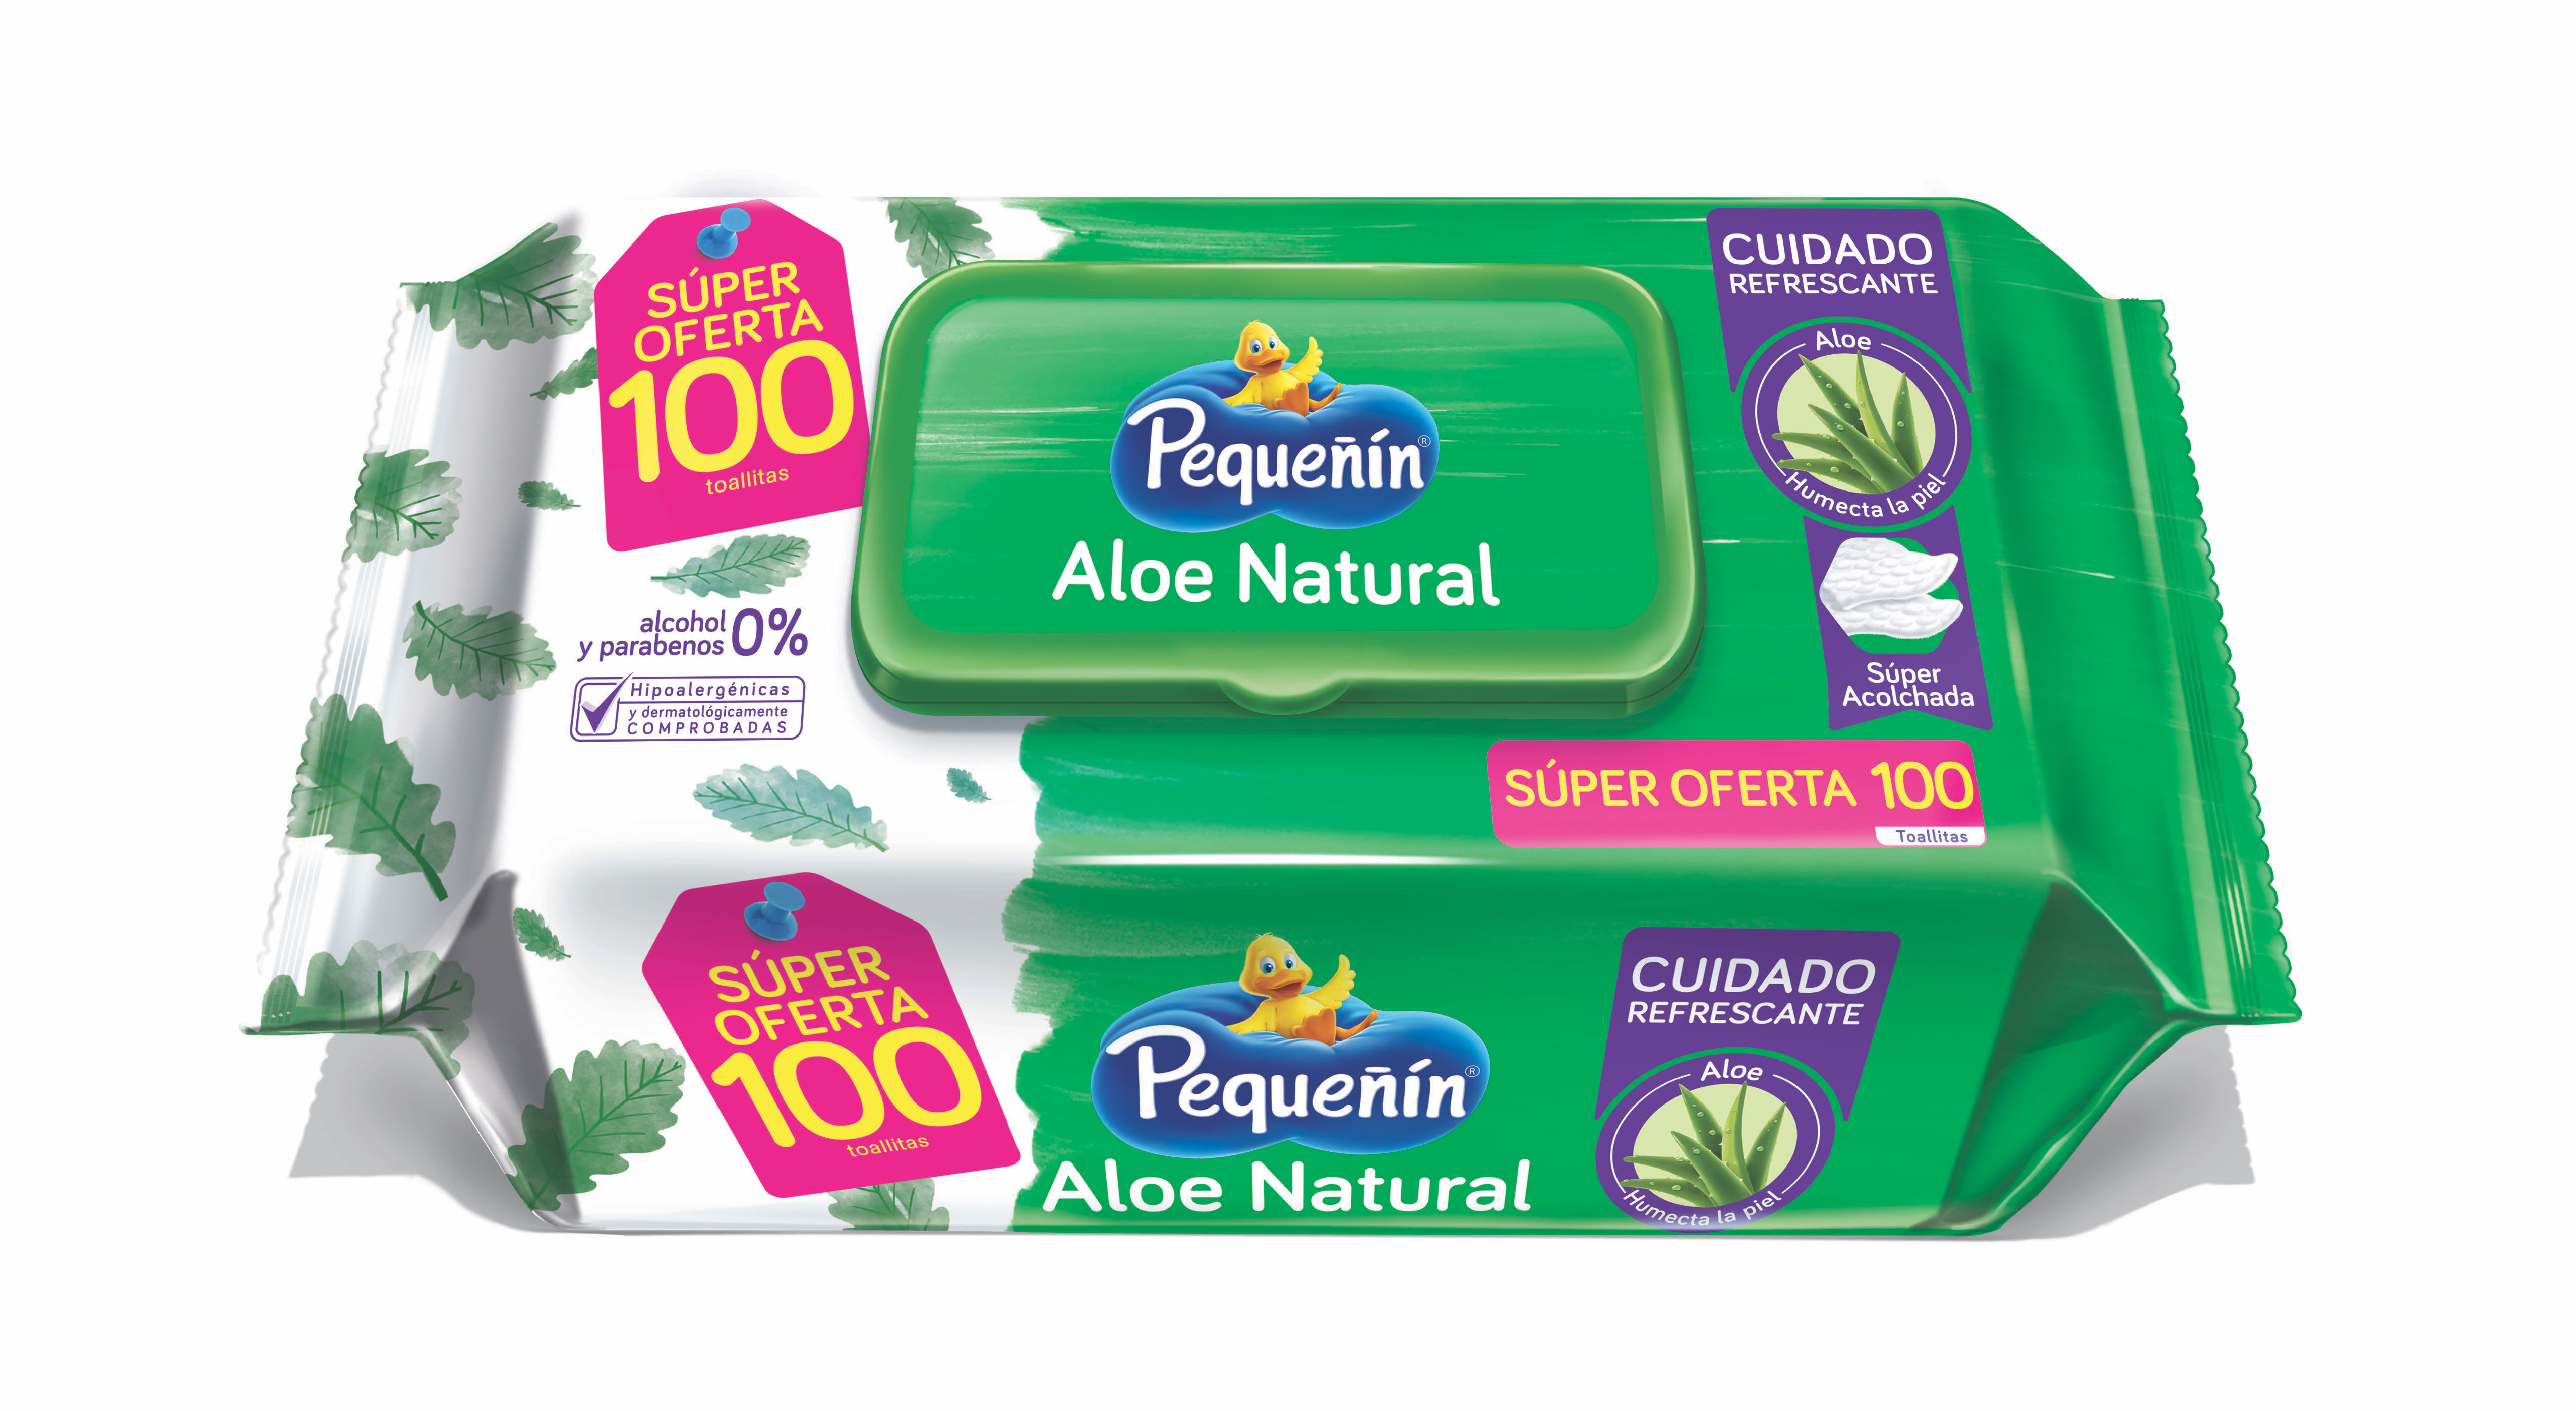 SÚPER
OFERTA
100
toallitas
alcohol
y parabenos 0%
Hipoalergénicas
y dermatológicamente
COMPROBADAS
Pequeñín®
Aloe Natural
CUIDADO
REFRESCANTE
Aloe
Humecta la piel
Súper
Acolchada
SÚPER OFERTA 100
Toallitas
SÚPER
OFERTA
100
toallitas
Pequeñín®
Aloe Natural
CUIDADO
REFRESCANTE
Aloe
Humecta la piel